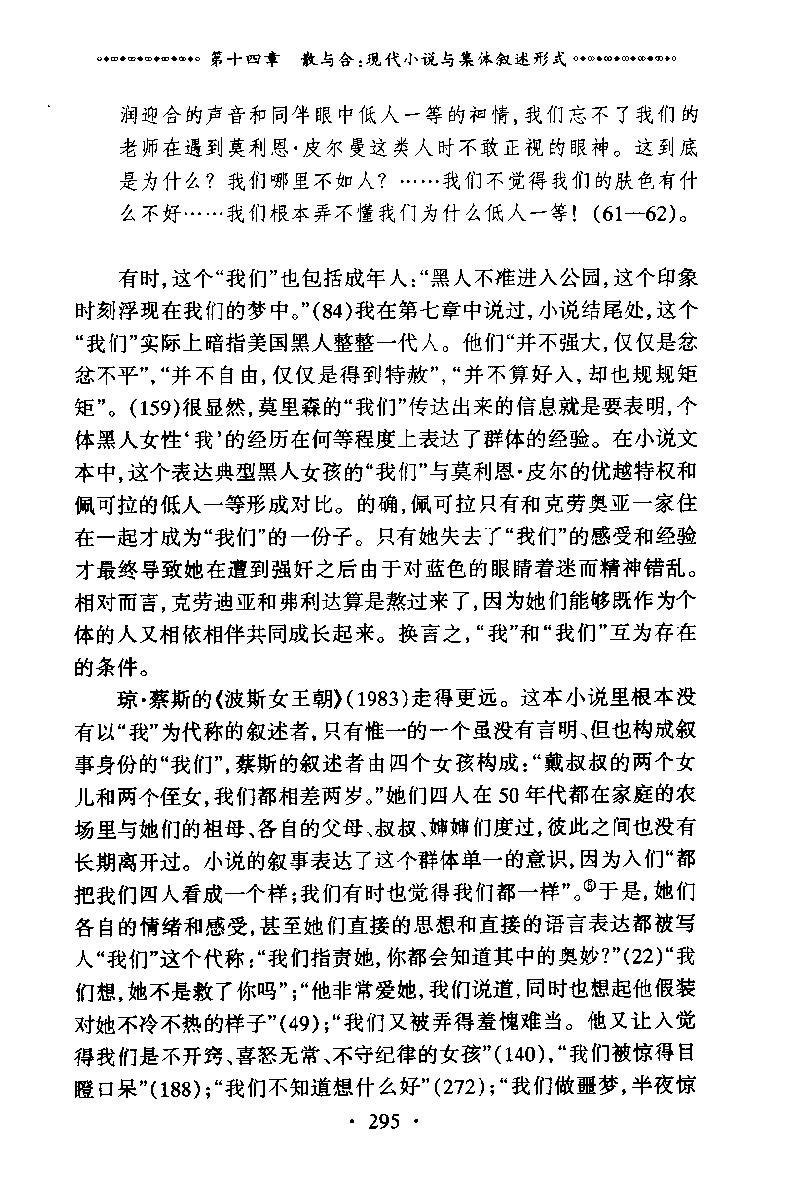 第十四章　散与合:现代小说与集体叙述形式
润迎合的声音和同伴眼中低人一等的神情,我们忘不了我们的
老师在遇到莫利恩·皮尔曼这类人时不敢正视的眼神。这到底
是为什么？我们哪里不如人？……我们不觉得我们的肤色有什
么不好……我们根本弄不懂我们为什么低人一等！(61—62)。
有时,这个“我们”也包括成年人:“黑人不准进入公园,这个印象
时刻浮现在我们的梦中。”(84)我在第七章中说过,小说结尾处,这个
“我们”实际上暗指美国黑人整整一代人。他们“并不强大,仅仅是忿
忿不平”,“并不自由,仅仅是得到特赦”,“并不算好人,却也规规矩
矩”。(159)很显然,莫里森的“我们”传达出来的信息就是要表明,个
体黑人女性‘我’的经历在何等程度上表达了群体的经验。在小说文
本中,这个表达典型黑人女孩的“我们”与莫利恩·皮尔的优越特权和
佩可拉的低人一等形成对比。的确,佩可拉只有和克劳奥亚一家住
在一起才成为“我们”的一份子。只有她失去了“我们”的感受和经验
才最终导致她在遭到强奸之后由于对蓝色的眼睛着迷而精神错乱。
相对而言,克劳迪亚和弗利达算是熬过来了,因为她们能够既作为个
体的人又相依相伴共同成长起来。换言之,“我”和“我们”互为存在
的条件。
琼·蔡斯的《波斯女王朝》(1983)走得更远。这本小说里根本没
有以“我”为代称的叙述者,只有惟一的一个虽没有言明、但也构成叙
事身份的“我们”,蔡斯的叙述者由四个女孩构成:“戴叔叔的两个女
儿和两个侄女,我们都相差两岁。”她们四人在50年代都在家庭的农
场里与她们的祖母、各自的父母、叔叔、婶婶们度过,彼此之间也没有
长期离开过。小说的叙事表达了这个群体单一的意识,因为人们“都
把我们四人看成一个样;我们有时也觉得我们都一样”。⑤于是,她们
各自的情绪和感受,甚至她们直接的思想和直接的语言表达都被写
人“我们”这个代称:“我们指责她,你都会知道其中的奥妙?”(22)“我
们想,她不是救了你吗”;“他非常爱她,我们说道,同时也想起他假装
对她不冷不热的样子”(49);“我们又被弄得羞愧难当。他又让人觉
得我们是不开窍、喜怒无常、不守纪律的女孩”(140),“我们被惊得目
瞪口呆”(188);“我们不知道想什么好”(272);“我们做噩梦,半夜惊
· 295 ·